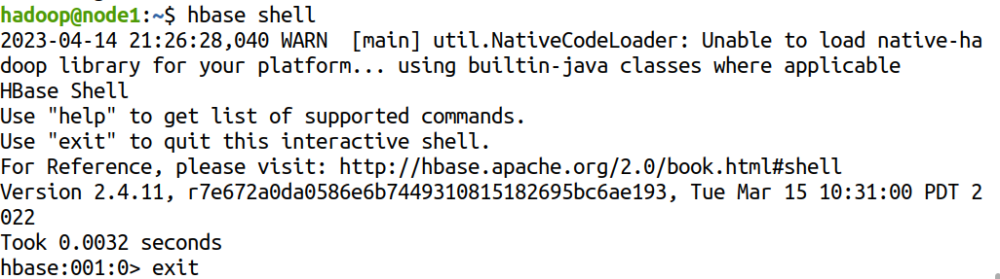 hadoop@node1:~$ hbase shell
2023-04-14 21:26:28,040 WARN  [main] util.NativeCodeLoader: Unable to load native-ha
doop library for your platform... using builtin-java classes where applicable
HBase Shell
Use "help" to get list of supported commands.
Use "exit" to quit this interactive shell.
For Reference, please visit: http://hbase.apache.org/2.0/book.html#shell
Version 2.4.11, r7e672a0da0586e6b7449310815182695bc6ae193, Tue Mar 15 10:31:00 PDT 2
022
Took 0.0032 seconds
hbase:001:0> exit